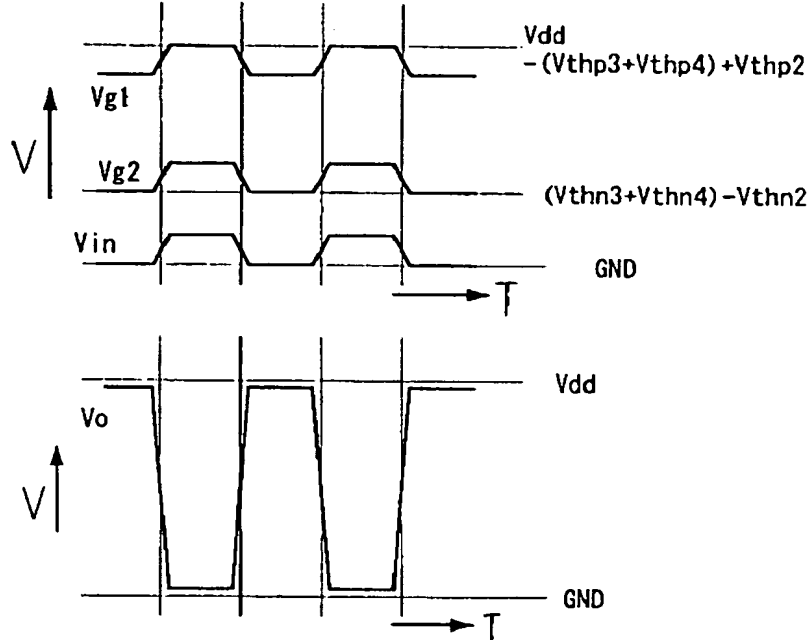 Vdd
-(Vthp3+Vthp4)+Vthp2
Vg1
V
Vg2
(Vthn3+Vthn4)-Vthn2
Vin
GND
T
Vdd
Vo
V
GND
T